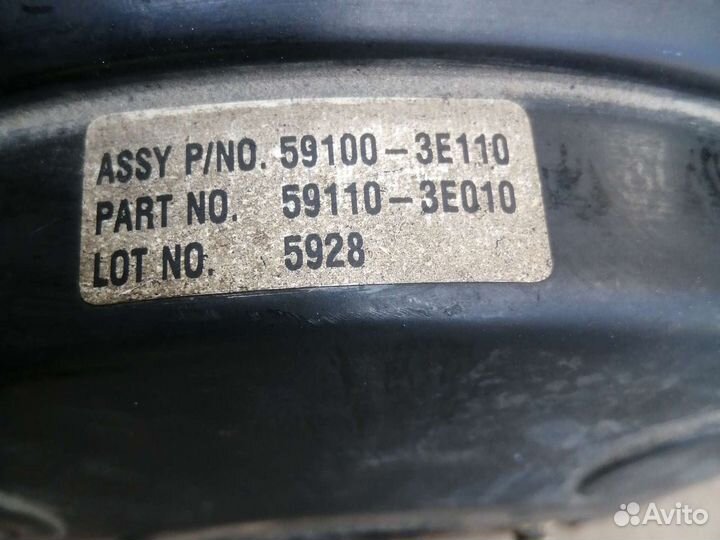 ASSY P/NO. 59100-3E110
PART NO. 59110-3E010
LOT NO. 5928
Avito